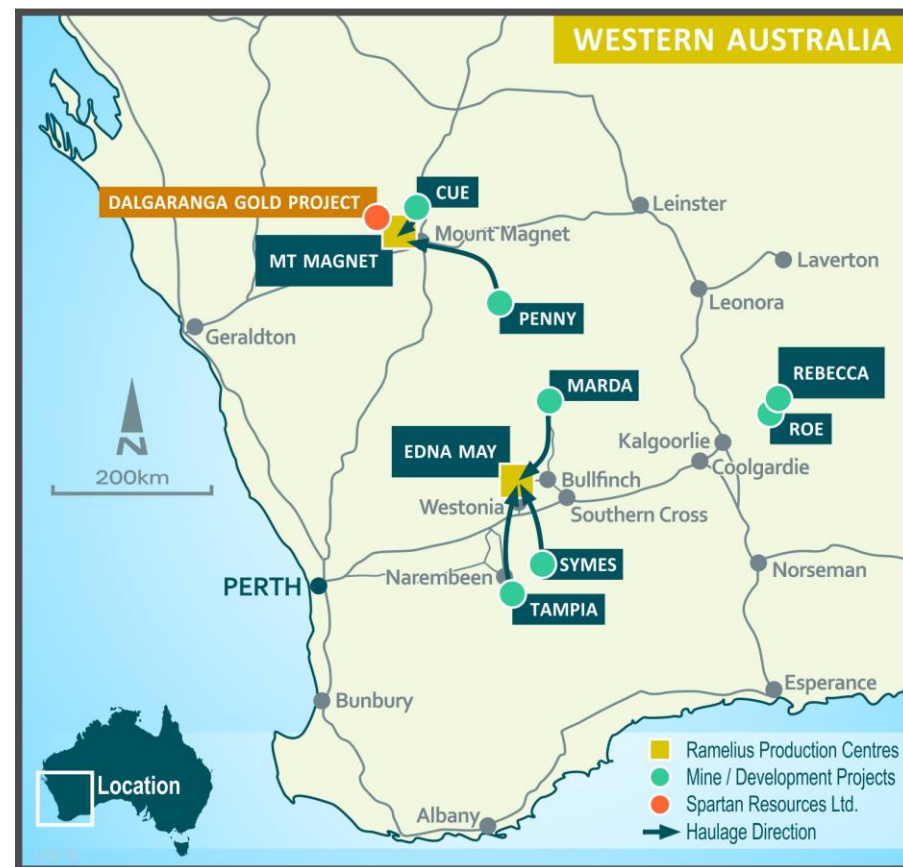 WESTERN AUSTRALIA
CUE
DALGARANGA GOLD PROJECT
Leinster
Mount Magnet
MT MAGNET
Laverton
Leonora
PENNY
Geraldton
REBECCA
MARDA
ROE
N
200km
Kalgoorlie
EDNA MAY
Coolgardie
Bullfinch
Westonia
Southern Cross
SYMES
Norseman
Narembeen
PERTH
TAMPIA
Esperance
Bunbury
Ramelius Production Centres
Mine / Development Projects
Location
Spartan Resources Ltd.
Albany
Haulage Direction